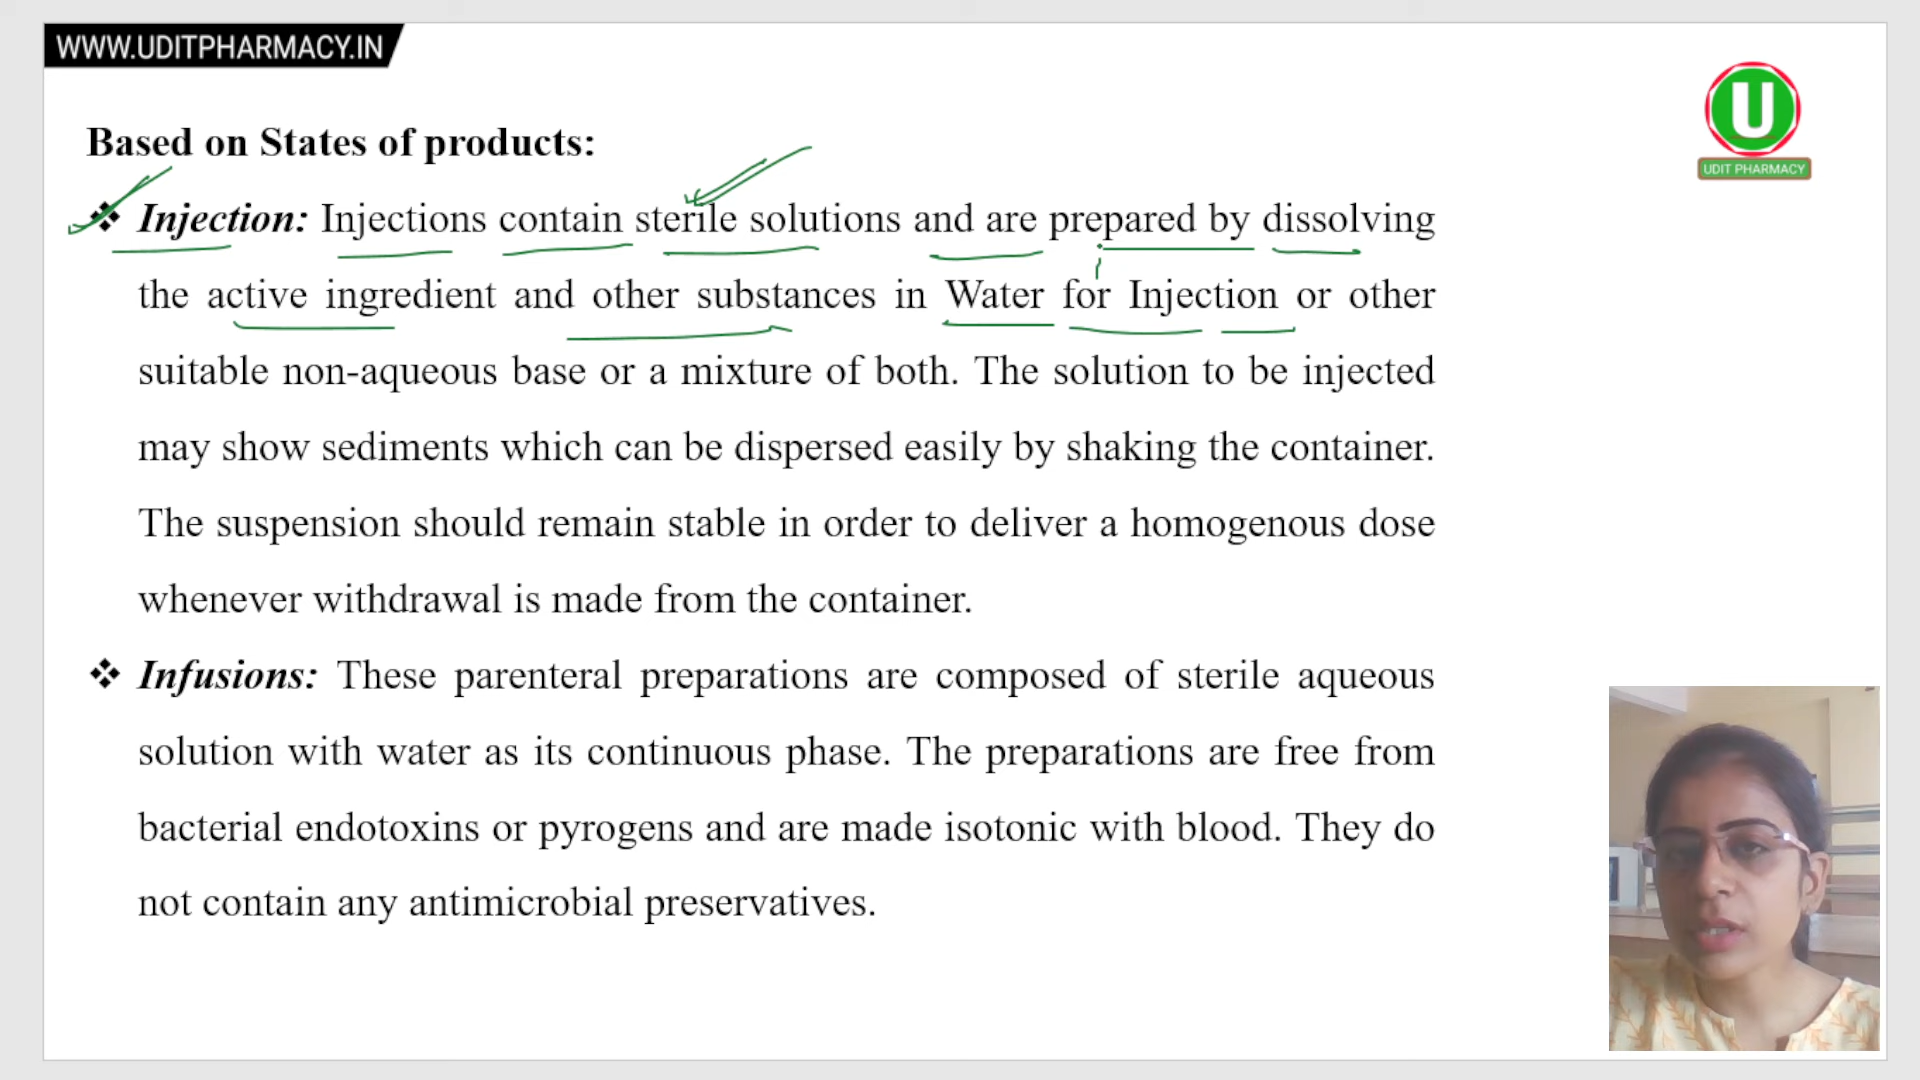 WWW.UDITPHARMACY.IN
U
UDIT PHARMACY
Based on States of products:
❖ Injection: Injections contain sterile solutions and are prepared by dissolving
the active ingredient and other substances in Water for Injection or other
suitable non-aqueous base or a mixture of both. The solution to be injected
may show sediments which can be dispersed easily by shaking the container.
The suspension should remain stable in order to deliver a homogenous dose
whenever withdrawal is made from the container.
❖ Infusions: These parenteral preparations are composed of sterile aqueous
solution with water as its continuous phase. The preparations are free from
bacterial endotoxins or pyrogens and are made isotonic with blood. They do
not contain any antimicrobial preservatives.